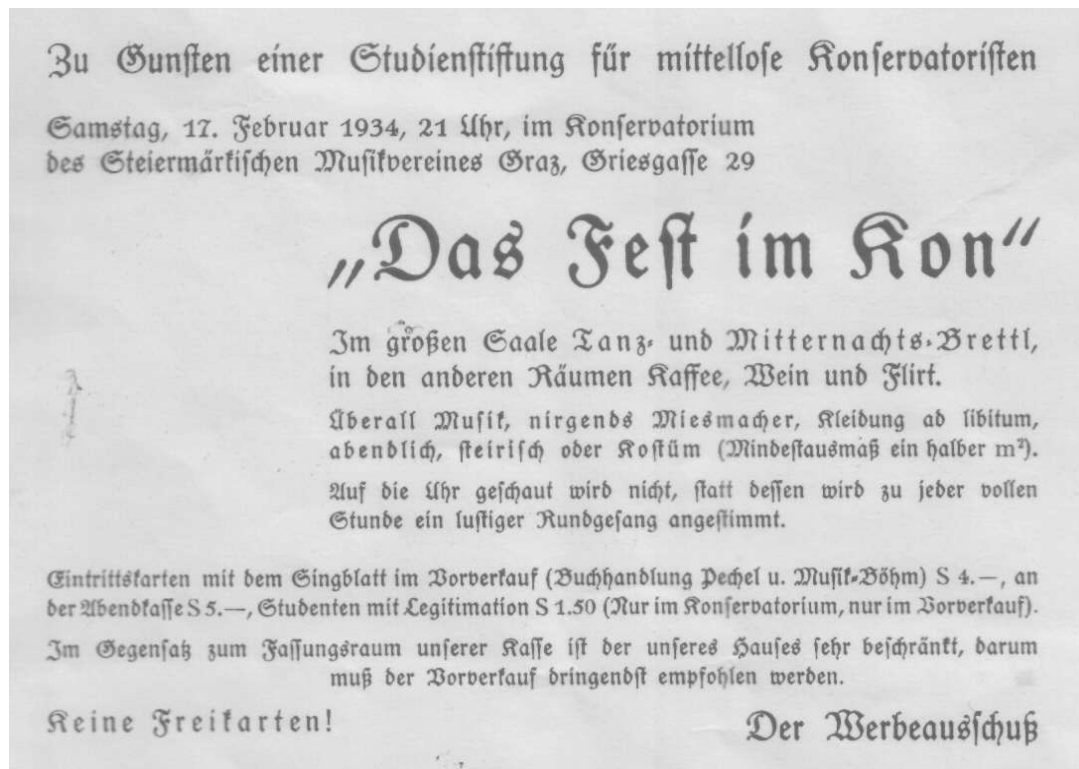 Zu Gunsten einer Studienstiftung für mittellose Konservatoristen
Samstag, 17. Februar 1934, 21 Uhr, im Konservatorium
des Steiermärkischen Musikvereines Graz, Griesgasse 29
„Das Fest im Kon“
Im großen Saale Tanz- und Mitternachts-Brettl,
in den anderen Räumen Kaffee, Wein und Flirt.
Überall Musik, nirgends Miesmacher, Kleidung ad libitum,
abendlich, steirisch oder Kostüm (Mindestausmaß ein halber m²).
Auf die Uhr geschaut wird nicht, statt dessen wird zu jeder vollen
Stunde ein lustiger Rundgesang angestimmt.
Eintrittskarten mit dem Singblatt im Vorverkauf (Buchhandlung Pechel u. Musik-Böhm) S 4.—, an
der Abendkasse S 5.—, Studenten mit Legitimation S 1.50 (Nur im Konservatorium, nur im Vorverkauf).
Im Gegensatz zum Fassungsraum unserer Kasse ist der unseres Hauses sehr beschränkt, darum
muß der Vorverkauf dringendst empfohlen werden.
Keine Freikarten!
Der Werbeausschuß